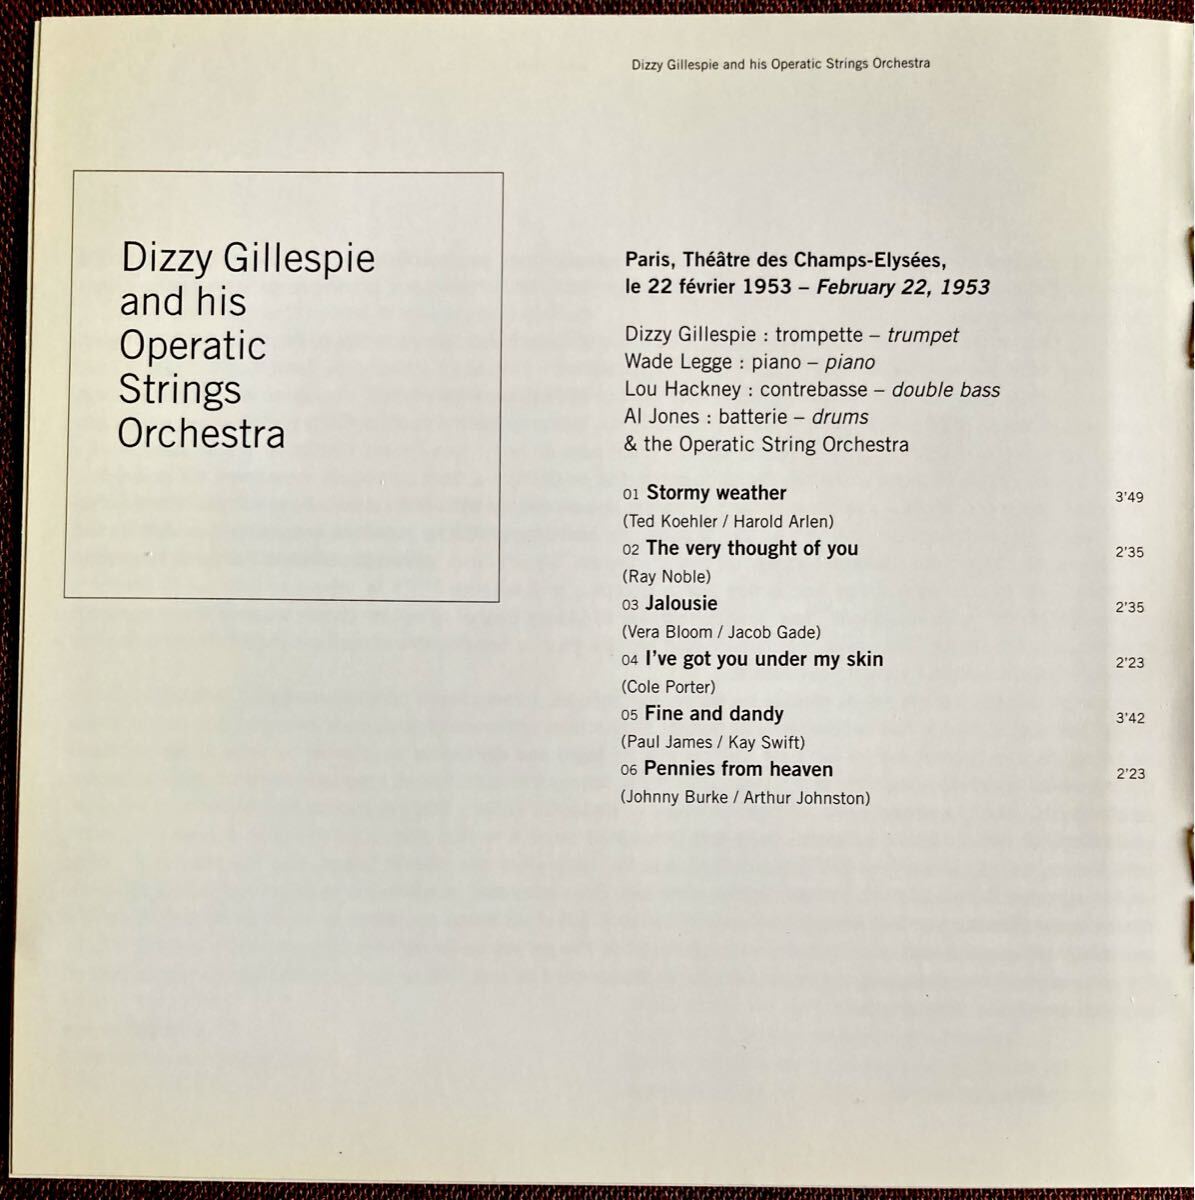 Dizzy Gillespie and his Operatic Strings Orchestra
Dizzy Gillespie
and his
Operatic
Strings
Orchestra
Paris, Théâtre des Champs-Elysées,
le 22 février 1953 – February 22, 1953
Dizzy Gillespie : trompette – trumpet
Wade Legge : piano – piano
Lou Hackney : contrebasse – double bass
Al Jones : batterie – drums
& the Operatic String Orchestra
01 Stormy weather 3'49
(Ted Koehler / Harold Arlen)
02 The very thought of you 2'35
(Ray Noble)
03 Jalousie 2'35
(Vera Bloom / Jacob Gade)
04 I've got you under my skin 2'23
(Cole Porter)
05 Fine and dandy 3'42
(Paul James / Kay Swift)
06 Pennies from heaven 2'23
(Johnny Burke / Arthur Johnston)